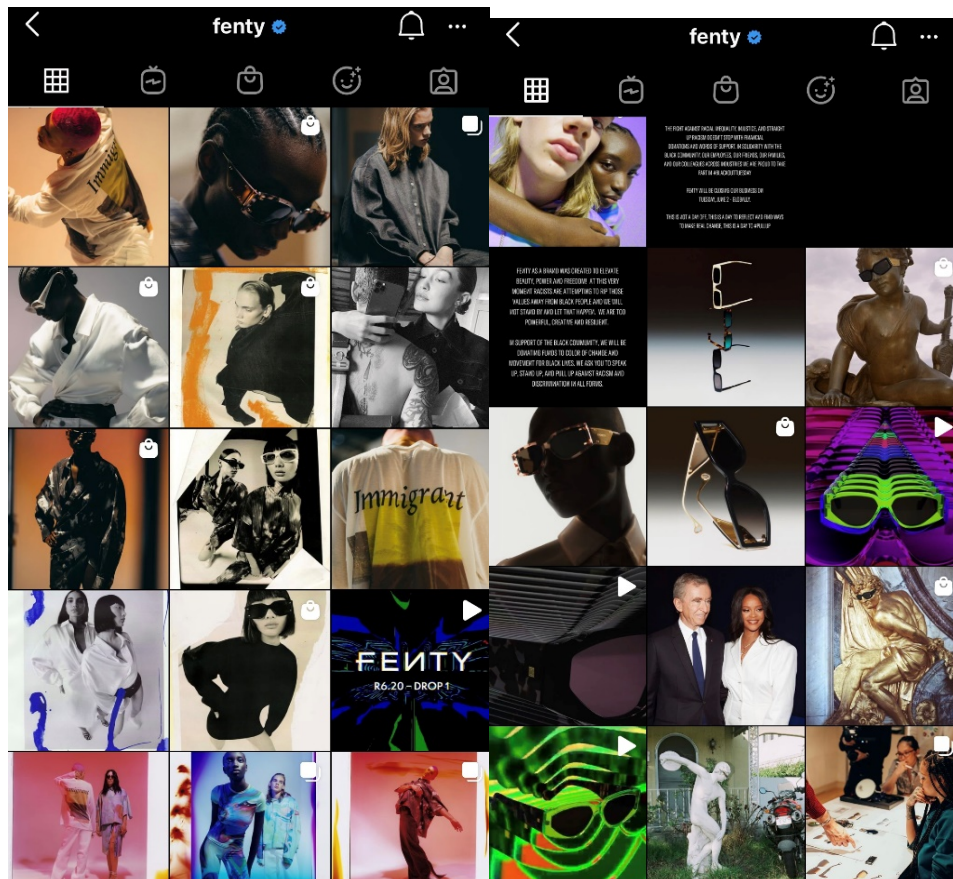 fenty
Immig
Immigrant
FEИTY
R6.20 – DROP 1
fenty
THE FIGHT AGAINST RACIAL INEQUALITY, INJUSTICE, AND STRAIGHT
UP RACISM DOESN'T STOP WITH FINANCIAL
DONATIONS AND WORDS OF SUPPORT. IN SOLIDARITY WITH THE
BLACK COMMUNITY, OUR EMPLOYEES, OUR FRIENDS, OUR FAMILIES,
AND OUR COLLEAGUES ACROSS INDUSTRIES WE ARE PROUD TO TAKE
PART IN #BLACKOUTTUESDAY
FENTY WILL BE CLOSING OUR BUSINESS ON
TUESDAY, JUNE 2 - GLOBALLY.
THIS IS NOT A DAY OFF. THIS IS A DAY TO REFLECT AND FIND WAYS
TO MAKE REAL CHANGE. THIS IS A DAY TO #PULLUP
FENTY AS A BRAND WAS CREATED TO ELEVATE
BEAUTY, POWER AND FREEDOM! AT THIS VERY
MOMENT RACISTS ARE ATTEMPTING TO RIP THOSE
VALUES AWAY FROM BLACK PEOPLE AND WE WILL
NOT STAND BY AND LET THAT HAPPEN. WE ARE TOO
POWERFUL, CREATIVE AND RESILIENT.
IN SUPPORT OF THE BLACK COMMUNITY, WE WILL BE
DONATING FUNDS TO COLOR OF CHANGE AND
MOVEMENT FOR BLACK LIVES. WE ASK YOU TO SPEAK
UP, STAND UP, AND PULL UP AGAINST RACISM AND
DISCRIMINATION IN ALL FORMS.